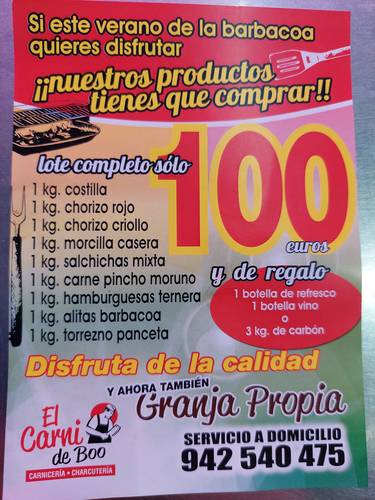 Si este verano de la barbacoa
quieres disfrutar
¡¡nuestros productos
tienes que comprar!!
lote completo sólo
100
euros
1 kg. costilla
1 kg. chorizo rojo
1 kg. chorizo criollo
1 kg. morcilla casera
1 kg. salchichas mixta
1 kg. carne pincho moruno
1 kg. hamburguesas ternera
1 kg. alitas barbacoa
1 kg. torrezno panceta
y de regalo
1 botella de refresco
1 botella vino
o
3 kg. de carbón
Disfruta de la calidad
Y AHORA TAMBIÉN
Granja Propia
El
Carni
de Boo
CARNICERÍA • CHARCUTERÍA
SERVICIO A DOMICILIO
942 540 475